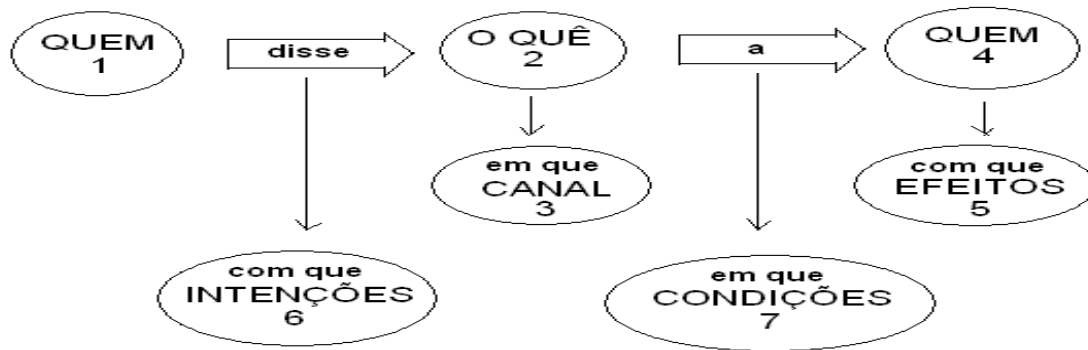 QUEM
1
disse
O QUÊ
2
a
QUEM
4
em que
CANAL
3
com que
EFEITOS
5
com que
INTENÇÕES
6
em que
CONDIÇÕES
7